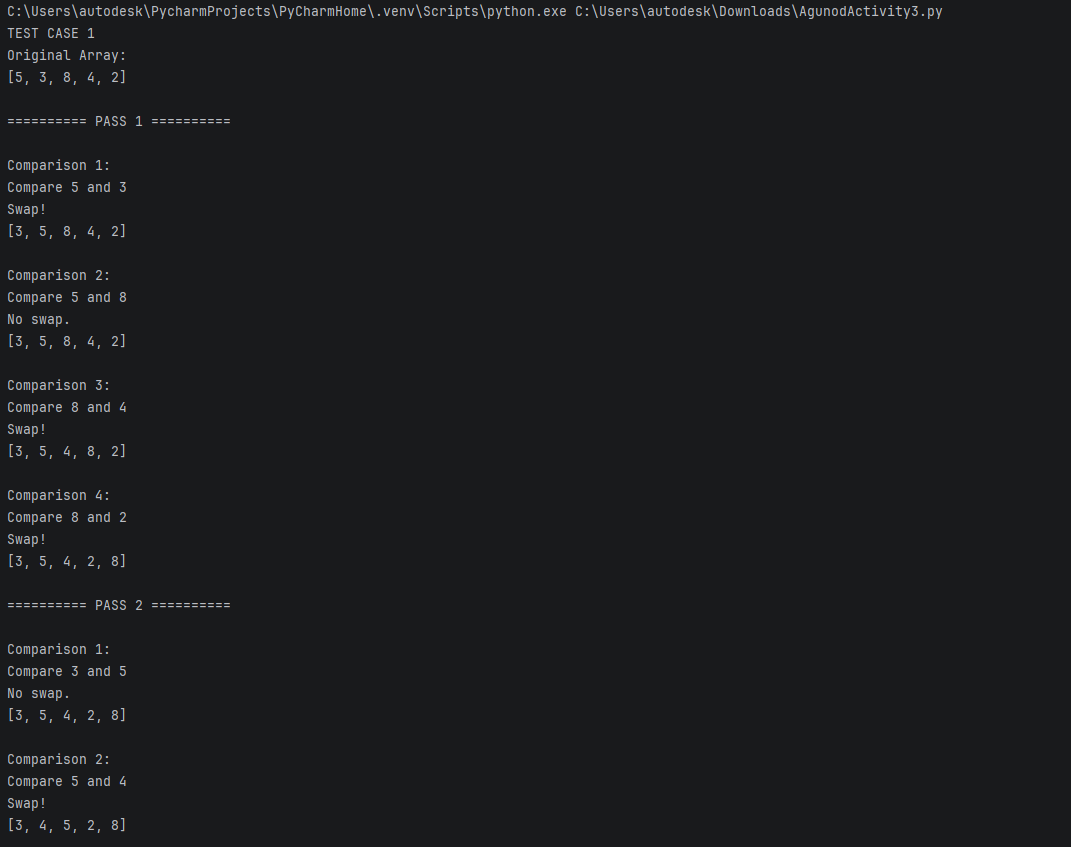 C:\Users\autodesk\PycharmProjects\PyCharmHome\.venv\Scripts\python.exe C:\Users\autodesk\Downloads\AgunodActivity3.py
TEST CASE 1
Original Array:
[5, 3, 8, 4, 2]
========== PASS 1 ==========
Comparison 1:
Compare 5 and 3
Swap!
[3, 5, 8, 4, 2]
Comparison 2:
Compare 5 and 8
No swap.
[3, 5, 8, 4, 2]
Comparison 3:
Compare 8 and 4
Swap!
[3, 5, 4, 8, 2]
Comparison 4:
Compare 8 and 2
Swap!
[3, 5, 4, 2, 8]
========== PASS 2 ==========
Comparison 1:
Compare 3 and 5
No swap.
[3, 5, 4, 2, 8]
Comparison 2:
Compare 5 and 4
Swap!
[3, 4, 5, 2, 8]